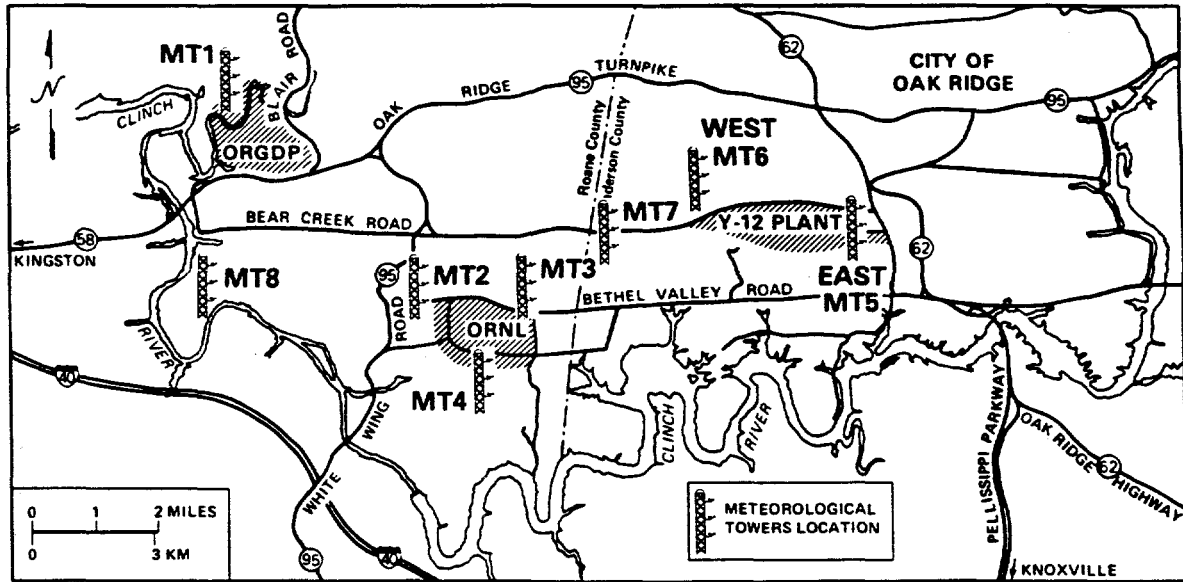 MT1
BLAIR ROAD
62
CITY OF
OAK RIDGE
N
95
TURNPIKE
RIDGE
OAK
95
CLINCH
ORGDP
WEST
MT6
Roane County
nderson County
MT7
Y-12 PLANT
BEAR CREEK ROAD
58
KINGSTON
62
MT8
95
MT2
MT3
EAST
MT5
BETHEL VALLEY ROAD
RIVER
ROAD
ORNL
40
MT4
WING
WHITE
CLINCH
RIVER
PELLISSIPPI PARKWAY
OAK RIDGE
62
HIGHWAY
0 1 2 MILES
0 3 KM
95
40
METEOROLOGICAL
TOWERS LOCATION
KNOXVILLE